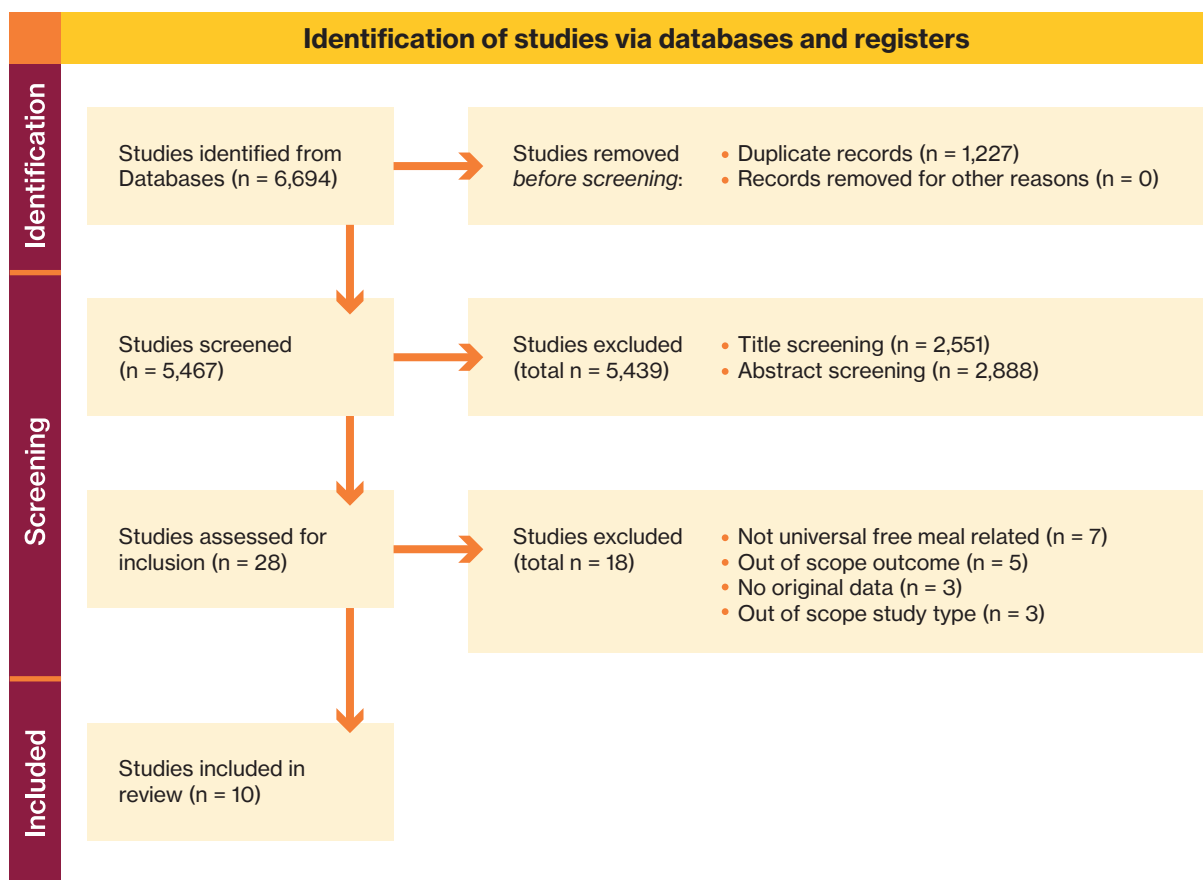 Identification of studies via databases and registers
Identification
Studies identified from
Databases (n = 6,694)
Studies removed
before screening:
• Duplicate records (n = 1,227)
• Records removed for other reasons (n = 0)
Screening
Studies screened
(n = 5,467)
Studies excluded
(total n = 5,439)
• Title screening (n = 2,551)
• Abstract screening (n = 2,888)
Studies assessed for
inclusion (n = 28)
Studies excluded
(total n = 18)
• Not universal free meal related (n = 7)
• Out of scope outcome (n = 5)
• No original data (n = 3)
• Out of scope study type (n = 3)
Included
Studies included in
review (n = 10)